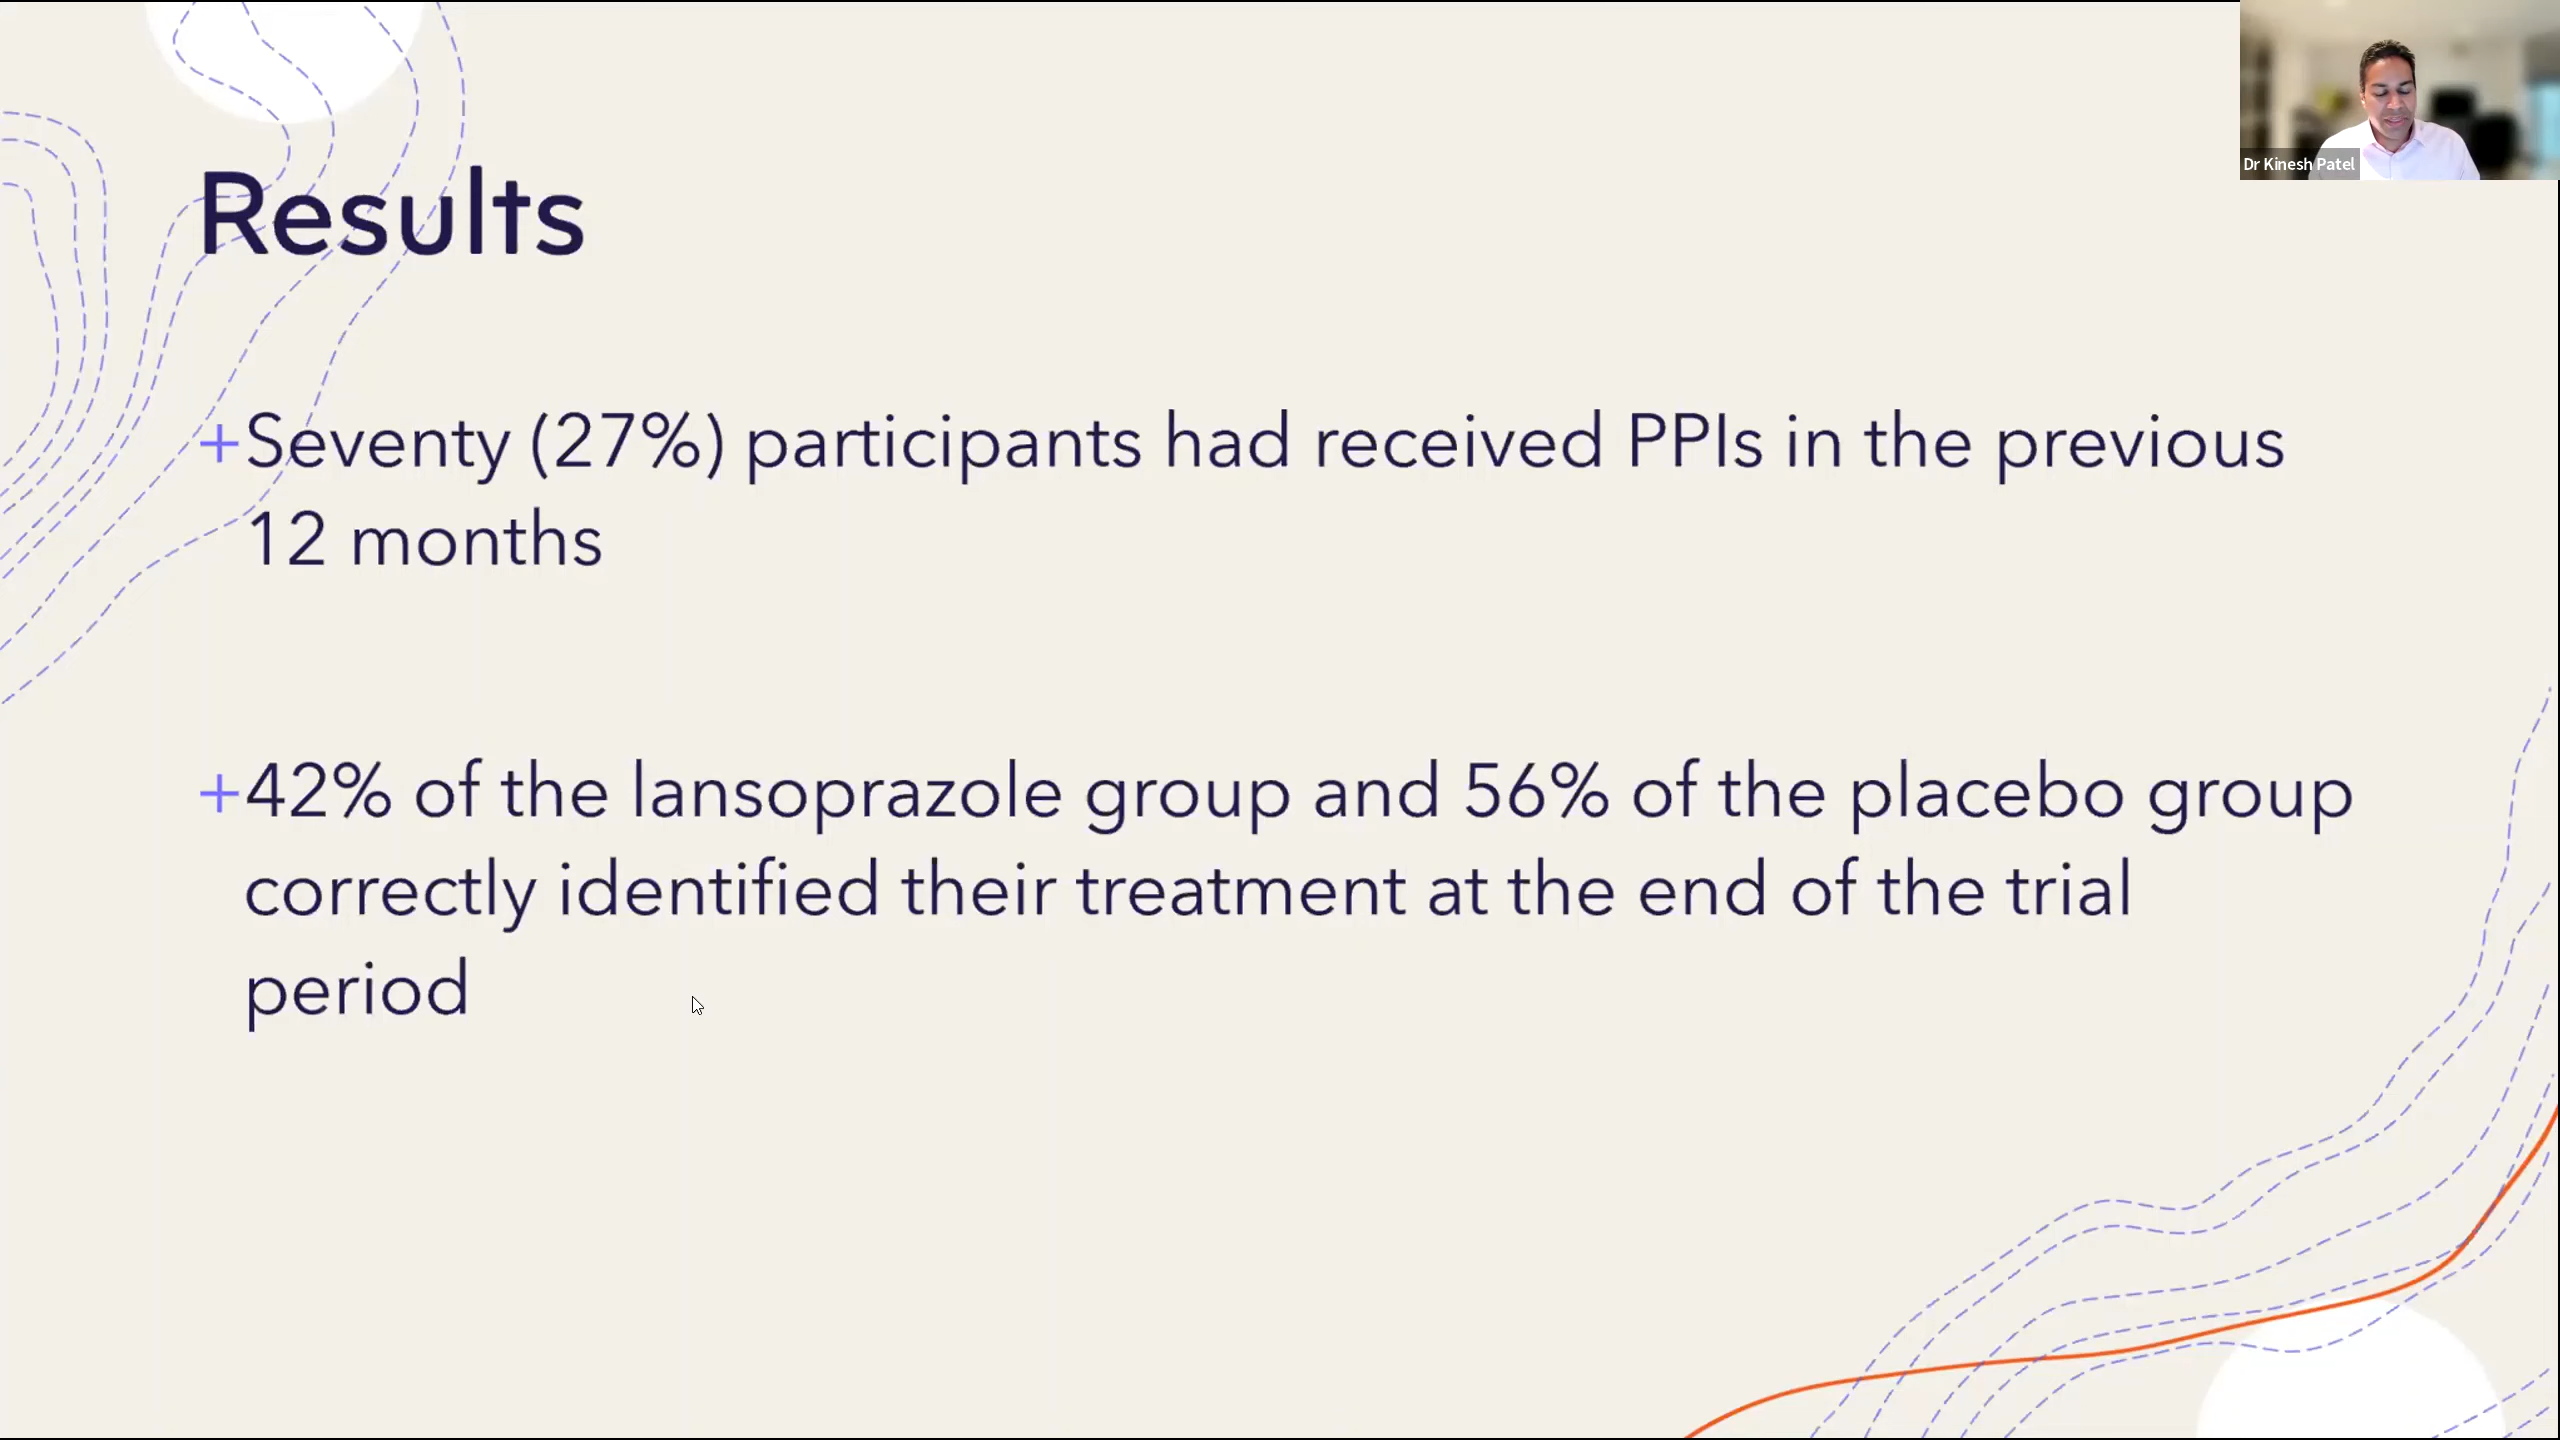 Dr Kinesh Patel
Results
+Seventy (27%) participants had received PPIs in the previous
12 months
+42% of the lansoprazole group and 56% of the placebo group
correctly identified their treatment at the end of the trial
period